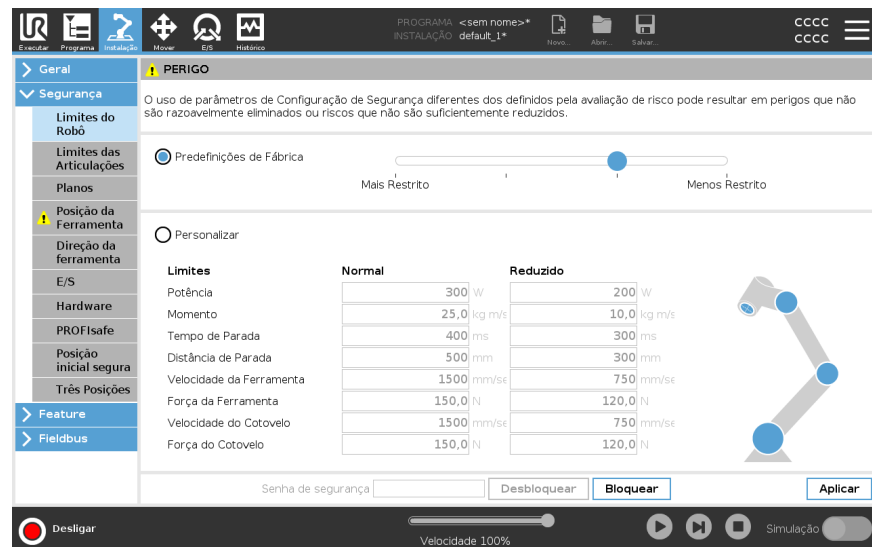 PROGRAMA <sem nome>*
INSTALAÇÃO default_1*
Executar Programa Instalação Mover E/S Histórico Novo... Abrir... Salvar...
CCCC
CCCC
Geral
Segurança
Limites do
Robô
Limites das
Articulações
Planos
Posição da
Ferramenta
Direção da
ferramenta
E/S
Hardware
PROFIsafe
Posição
inicial segura
Três Posições
Feature
Fieldbus
PERIGO
O uso de parâmetros de Configuração de Segurança diferentes dos definidos pela avaliação de risco pode resultar em perigos que não
são razoavelmente eliminados ou riscos que não são suficientemente reduzidos.
Predefinições de Fábrica
Mais Restrito Menos Restrito
Personalizar
Limites Normal Reduzido
Potência 300 W 200 W
Momento 25,0 kg m/s 10,0 kg m/s
Tempo de Parada 400 ms 300 ms
Distância de Parada 500 mm 300 mm
Velocidade da Ferramenta 1500 mm/se 750 mm/se
Força da Ferramenta 150,0 N 120,0 N
Velocidade do Cotovelo 1500 mm/se 750 mm/se
Força do Cotovelo 150,0 N 120,0 N
Senha de segurança Desbloquear Bloquear Aplicar
Desligar
Velocidade 100%
Simulação